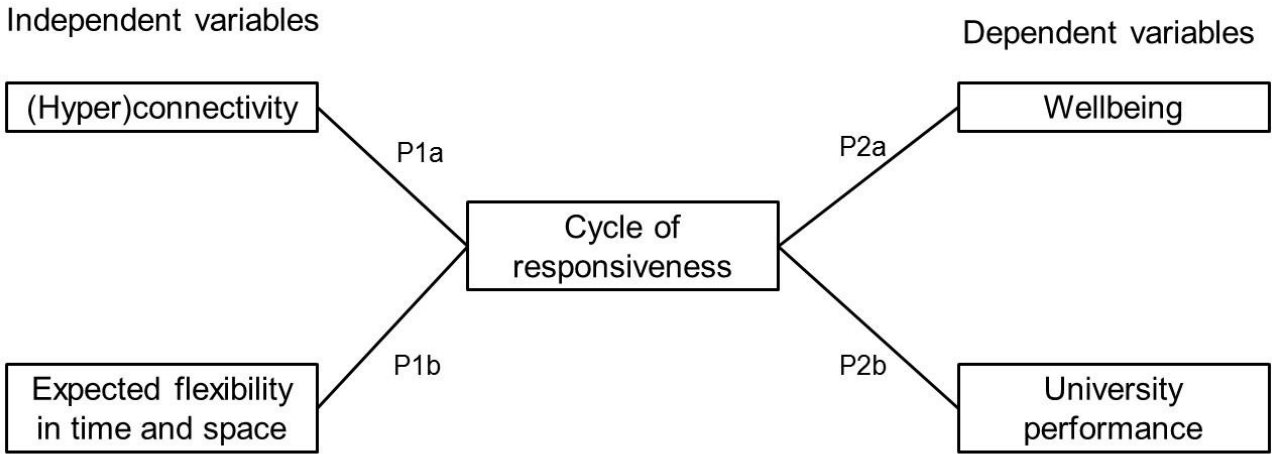 Independent variables
Dependent variables
(Hyper)connectivity
Wellbeing
P1a
P2a
Cycle of
responsiveness
P1b
P2b
Expected flexibility
in time and space
University
performance